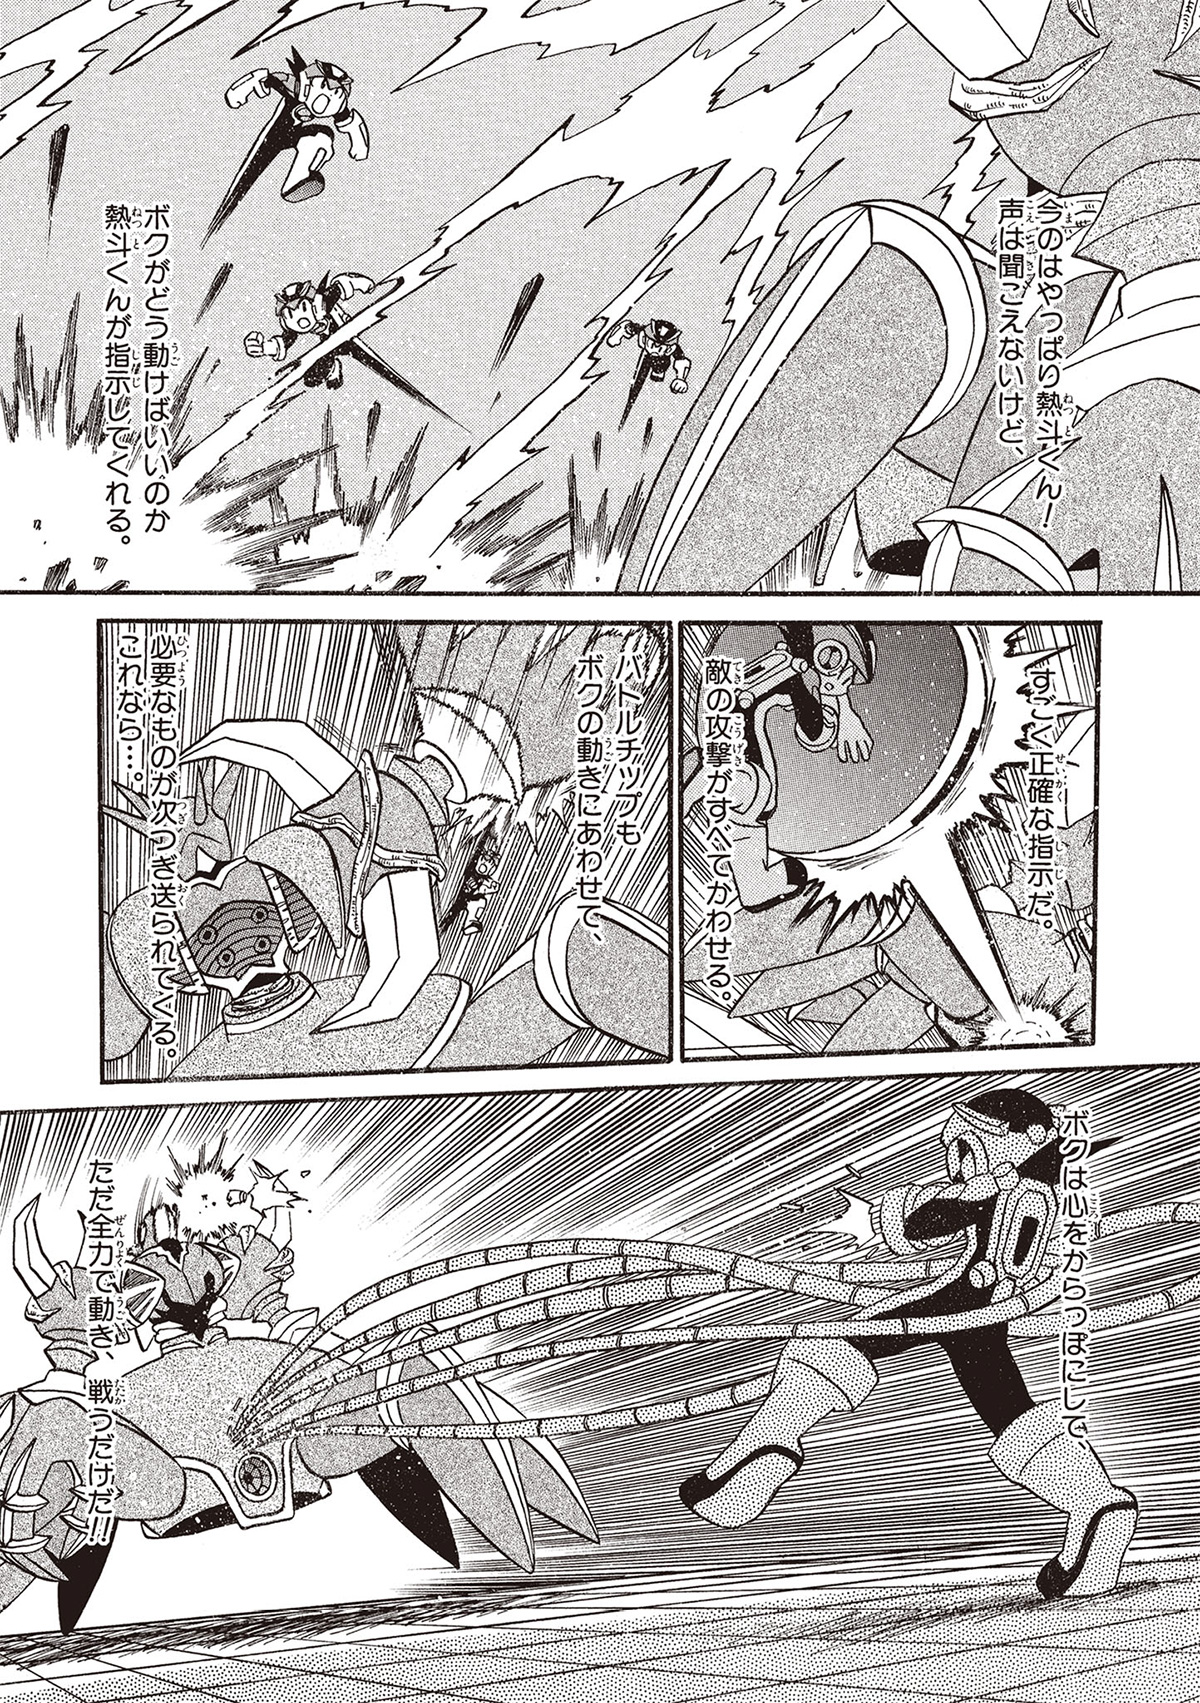 今のはやっぱり熱斗くん！
声は聞こえないけど、
ボクがどう動けばいいのか
熱斗くんが指示してくれる。
すごく正確な指示だ。
敵の攻撃がすべてかわせる。
バトルチップも
ボクの動きにあわせて、
必要なものが次つぎ送られてくる。
これなら…。
ボクは心をからっぽにして、
ただ全力で動き、戦うだけだ!!